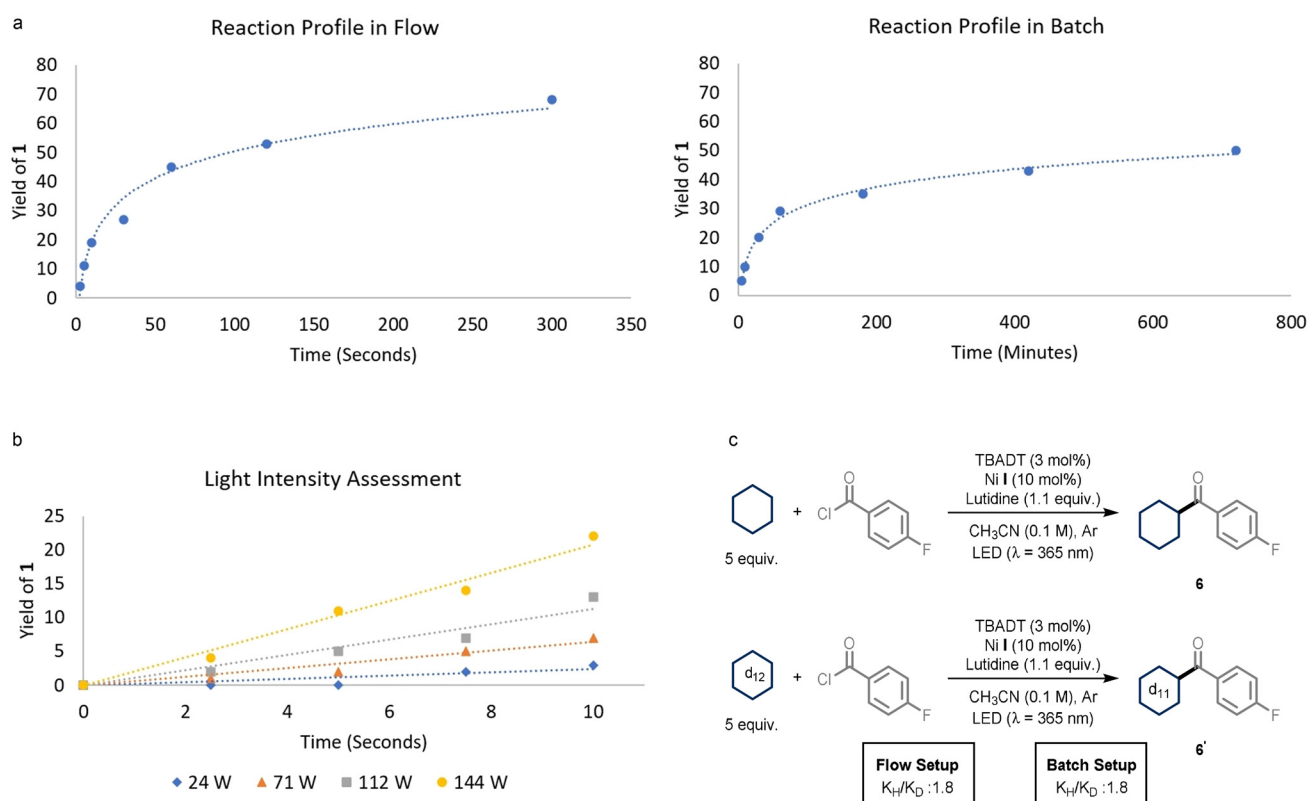 a
Reaction Profile in Flow
Yield of 1
80
70
60
50
40
30
20
10
0
0 50 100 150 200 250 300 350
Time (Seconds)
Reaction Profile in Batch
Yield of 1
80
70
60
50
40
30
20
10
0
0 200 400 600 800
Time (Minutes)
b
Light Intensity Assessment
Yield of 1
25
20
15
10
5
0
0 2 4 6 8 10
Time (Seconds)
24 W 71 W 112 W 144 W
c
5 equiv.
+
Cl
O
F
TBADT (3 mol%)
Ni I (10 mol%)
Lutidine (1.1 equiv.)
CH₃CN (0.1 M), Ar
LED (λ = 365 nm)
O
F
6
d₁₂
5 equiv.
+
Cl
O
F
TBADT (3 mol%)
Ni I (10 mol%)
Lutidine (1.1 equiv.)
CH₃CN (0.1 M), Ar
LED (λ = 365 nm)
d₁₁
O
F
6'
Flow Setup
K_H/K_D :1.8
Batch Setup
K_H/K_D :1.8